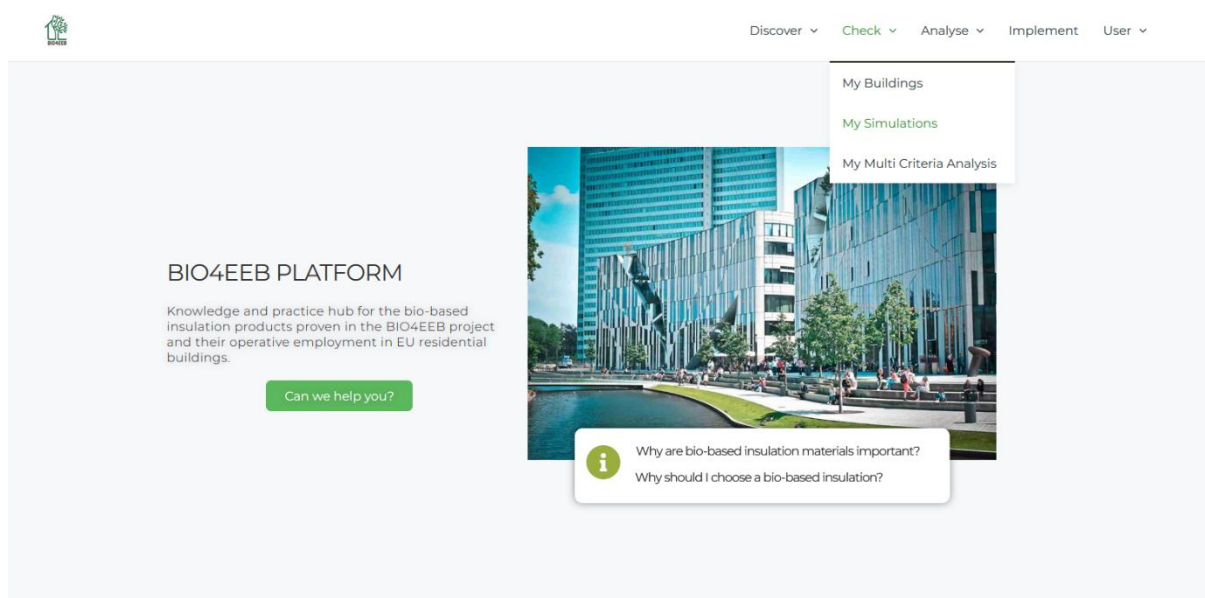 BIO4EEB
Discover
Check
Analyse
Implement
User
My Buildings
My Simulations
My Multi Criteria Analysis
BIO4EEB PLATFORM
Knowledge and practice hub for the bio-based
insulation products proven in the BIO4EEB project
and their operative employment in EU residential
buildings.
Can we help you?
Why are bio-based insulation materials important?
Why should I choose a bio-based insulation?